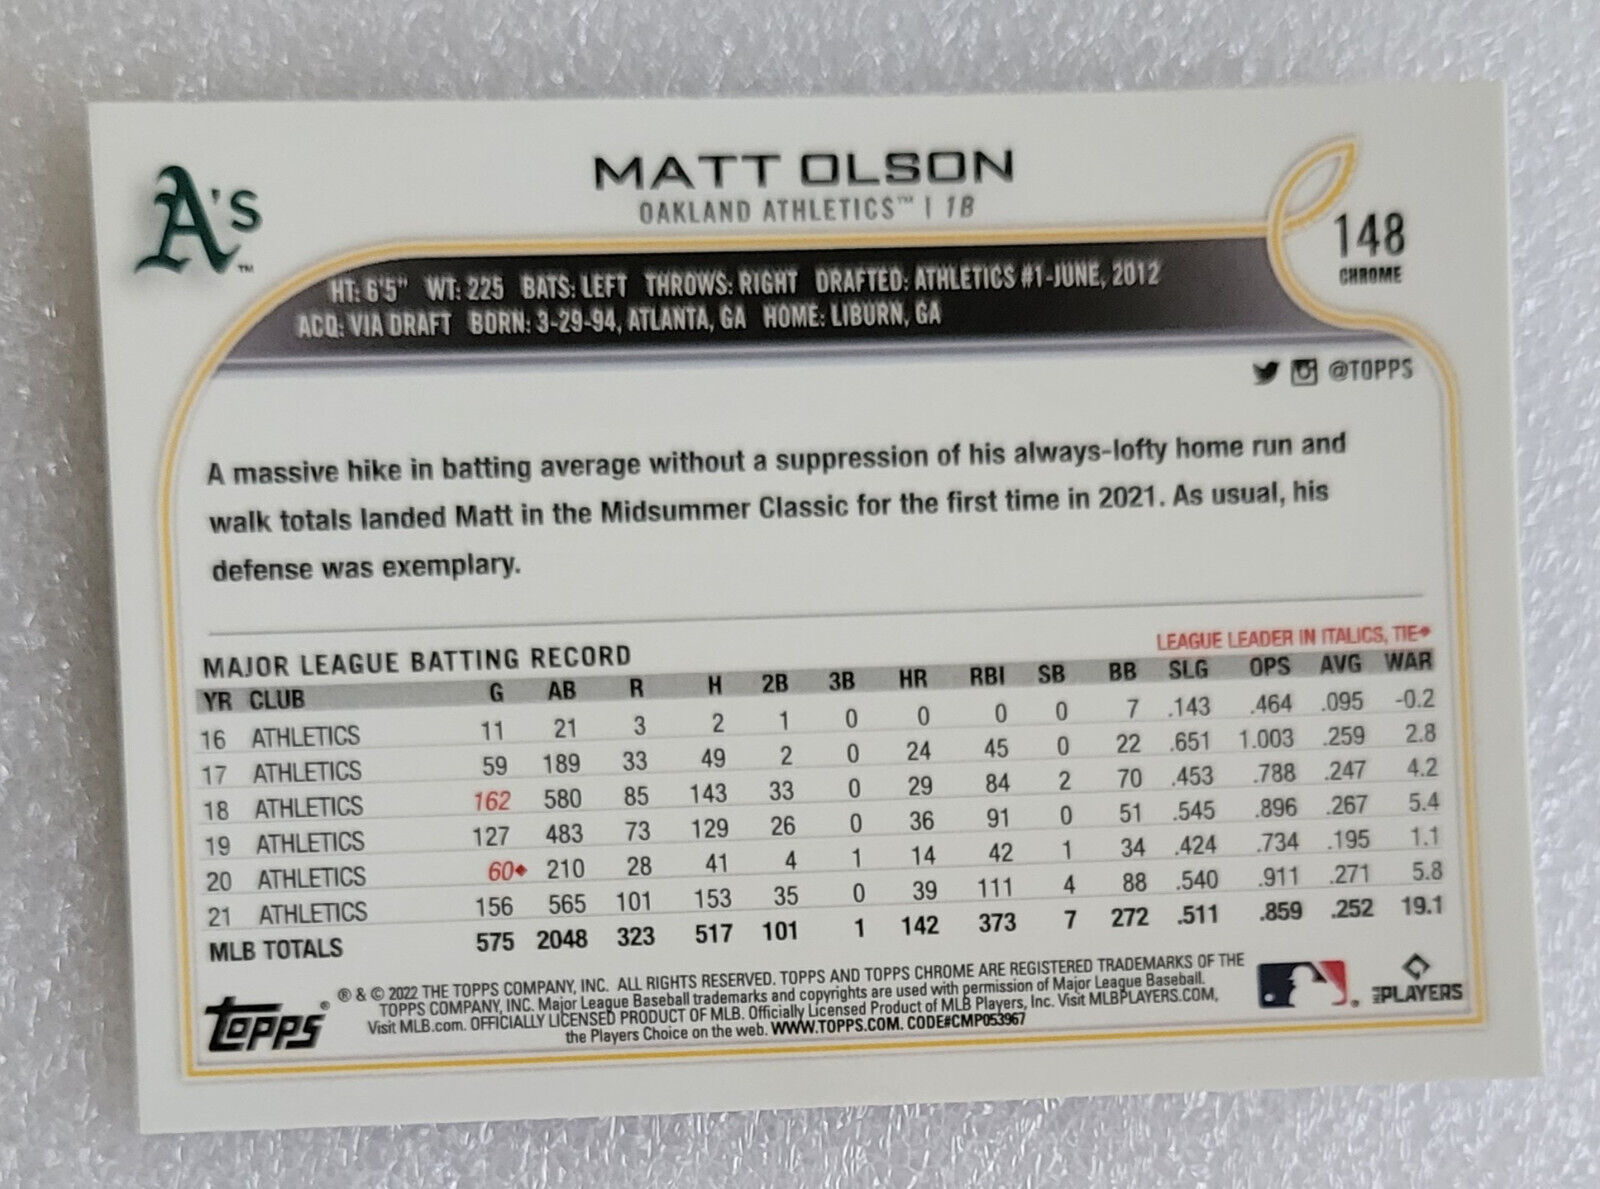 A's™
MATT OLSON
OAKLAND ATHLETICS™ | 1B
148
CHROME
HT: 6'5" WT: 225 BATS: LEFT THROWS: RIGHT DRAFTED: ATHLETICS #1-JUNE, 2012
ACQ: VIA DRAFT BORN: 3-29-94, ATLANTA, GA HOME: LIBURN, GA
@TOPPS
A massive hike in batting average without a suppression of his always-lofty home run and
walk totals landed Matt in the Midsummer Classic for the first time in 2021. As usual, his
defense was exemplary.
LEAGUE LEADER IN ITALICS, TIE♦
MAJOR LEAGUE BATTING RECORD
YR CLUB G AB R H 2B 3B HR RBI SB BB SLG OPS AVG WAR
16 ATHLETICS 11 21 3 2 1 0 0 0 0 7 .143 .464 .095 -0.2
17 ATHLETICS 59 189 33 49 2 0 24 45 0 22 .651 1.003 .259 2.8
18 ATHLETICS 162 580 85 143 33 0 29 84 2 70 .453 .788 .247 4.2
19 ATHLETICS 127 483 73 129 26 0 36 91 0 51 .545 .896 .267 5.4
20 ATHLETICS 60♦ 210 28 41 4 1 14 42 1 34 .424 .734 .195 1.1
21 ATHLETICS 156 565 101 153 35 0 39 111 4 88 .540 .911 .271 5.8
MLB TOTALS 575 2048 323 517 101 1 142 373 7 272 .511 .859 .252 19.1
topps®
® & © 2022 THE TOPPS COMPANY, INC. ALL RIGHTS RESERVED. TOPPS AND TOPPS CHROME ARE REGISTERED TRADEMARKS OF THE
TOPPS COMPANY, INC. Major League Baseball trademarks and copyrights are used with permission of Major League Baseball.
Visit MLB.com. OFFICIALLY LICENSED PRODUCT OF MLB. Officially Licensed Product of MLB Players, Inc. Visit MLBPLAYERS.COM,
the Players Choice on the web. WWW.TOPPS.COM. CODE#CMP053967
MLB PLAYERS